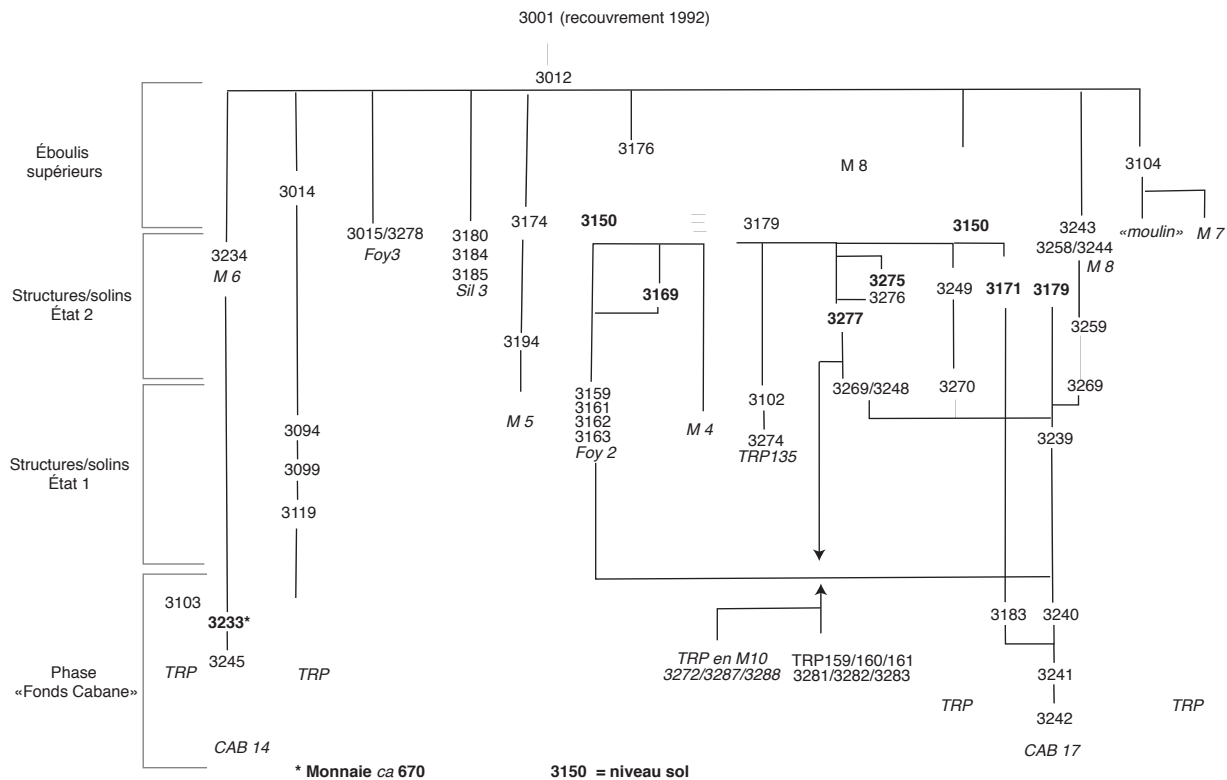 3001 (recouvrement 1992)
3012
Éboulis
supérieurs
3176
M 8
3104
3014
3015/3278
Foy3
3180
3184
3185
Sil 3
3174
3150
3179
3150
3243
3258/3244
M 8
«moulin»
M 7
Structures/solins
État 2
3234
M 6
3169
3275
3276
3277
3249
3171
3179
3259
3194
Structures/solins
État 1
M 5
3159
3161
3162
3163
Foy 2
M 4
3102
3274
TRP135
3269/3248
3270
3269
3239
3094
3099
3119
Phase
«Fonds Cabane»
3103
3233*
3245
TRP
TRP
CAB 14
TRP en M10
3272/3287/3288
TRP159/160/161
3281/3282/3283
3183
3240
3241
3242
TRP
CAB 17
TRP
* Monnaie ca 670
3150 = niveau sol